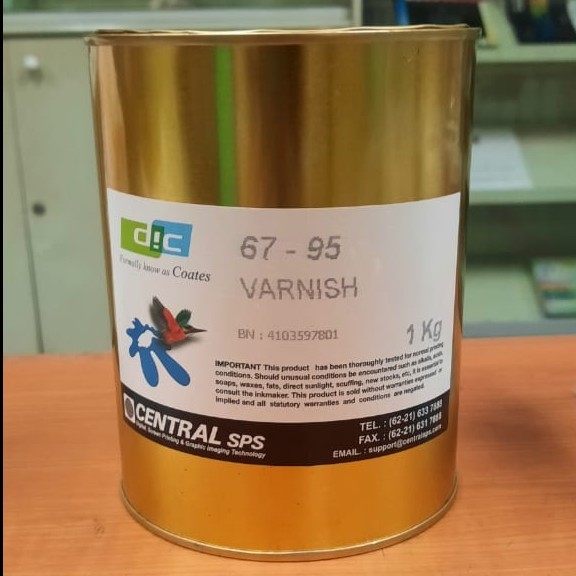 d!c
Formelly know as Coates
67 - 95
VARNISH
BN : 4103597801
1 Kg
IMPORTANT This product has been thoroughly tested for normal printing
conditions. Should unusual conditions be encountered such as alkalis, acids,
soaps, waxes, fats, direct sunlight, scuffing, new stocks, etc, it is essential to
consult the inkmaker. This product is sold without warranties expressed or
implied and all statutory warranties and conditions are negated.
CENTRAL SPS
Digital, Screen Printing & Graphic Imaging Technology
TEL. : (62-21) 633 7888
FAX. : (62-21) 631 7888
EMAIL. : support@centralsps.com